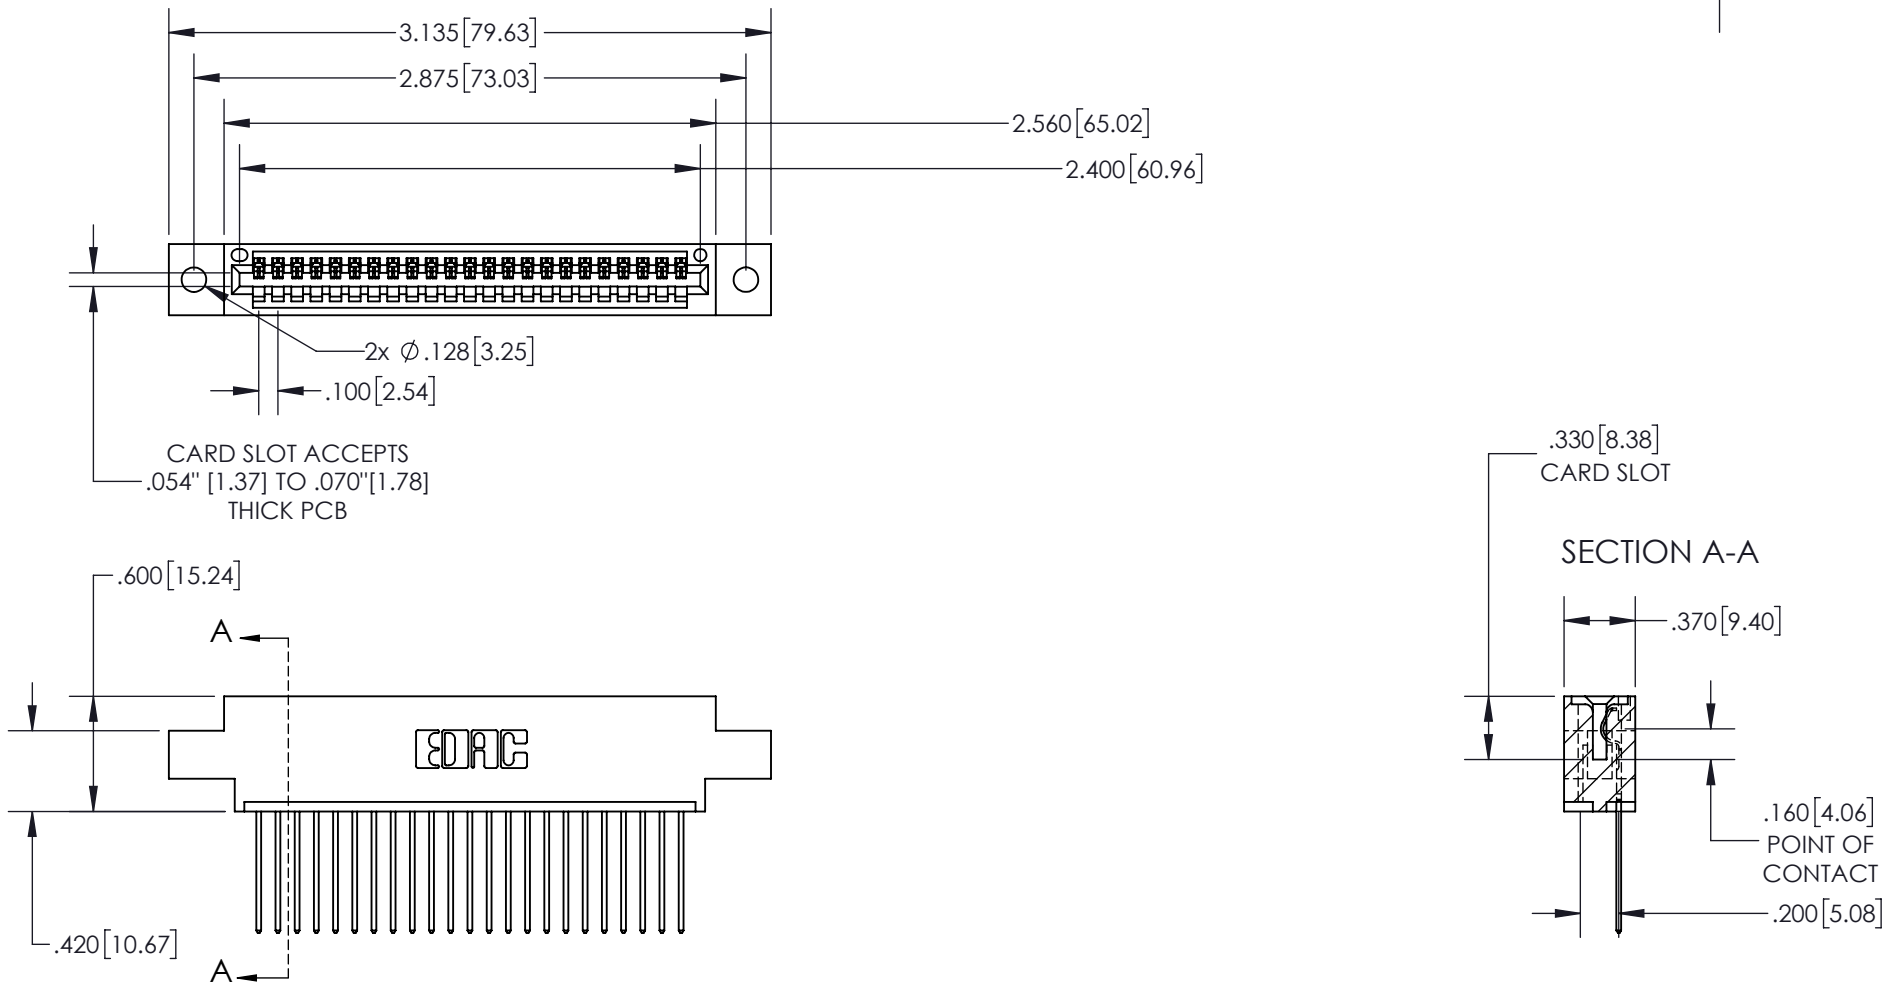 3.135[79.63]
2.875[73.03]
2.560[65.02]
2.400[60.96]
2x Ø.128[3.25]
.100[2.54]
CARD SLOT ACCEPTS
.054" [1.37] TO .070"[1.78]
THICK PCB
.330[8.38]
CARD SLOT
SECTION A-A
.600[15.24]
.370[9.40]
A
EDAC
.160[4.06]
POINT OF
CONTACT
.200[5.08]
.420[10.67]
A